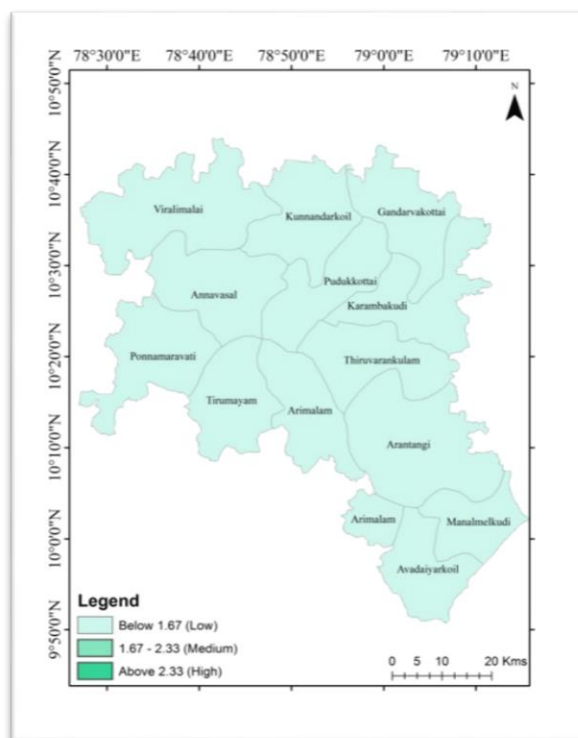 78°30'0"E 78°40'0"E 78°50'0"E 79°0'0"E 79°10'0"E
10°50'0"N
N
10°40'0"N
Viralimalai Kunnandarkoil Gandarvakottai
10°30'0"N
Pudukkottai
Annavasal Karambakudi
10°20'0"N
Ponnamaravati Thiruvarankulam
Tirumayam Arimalam
10°10'0"N
Arantangi
10°0'0"N
Arimalam Manalmelkudi
Avadaiyarkoil
9°50'0"N
Legend
Below 1.67 (Low)
1.67 - 2.33 (Medium)
Above 2.33 (High)
0 5 10 20 Kms